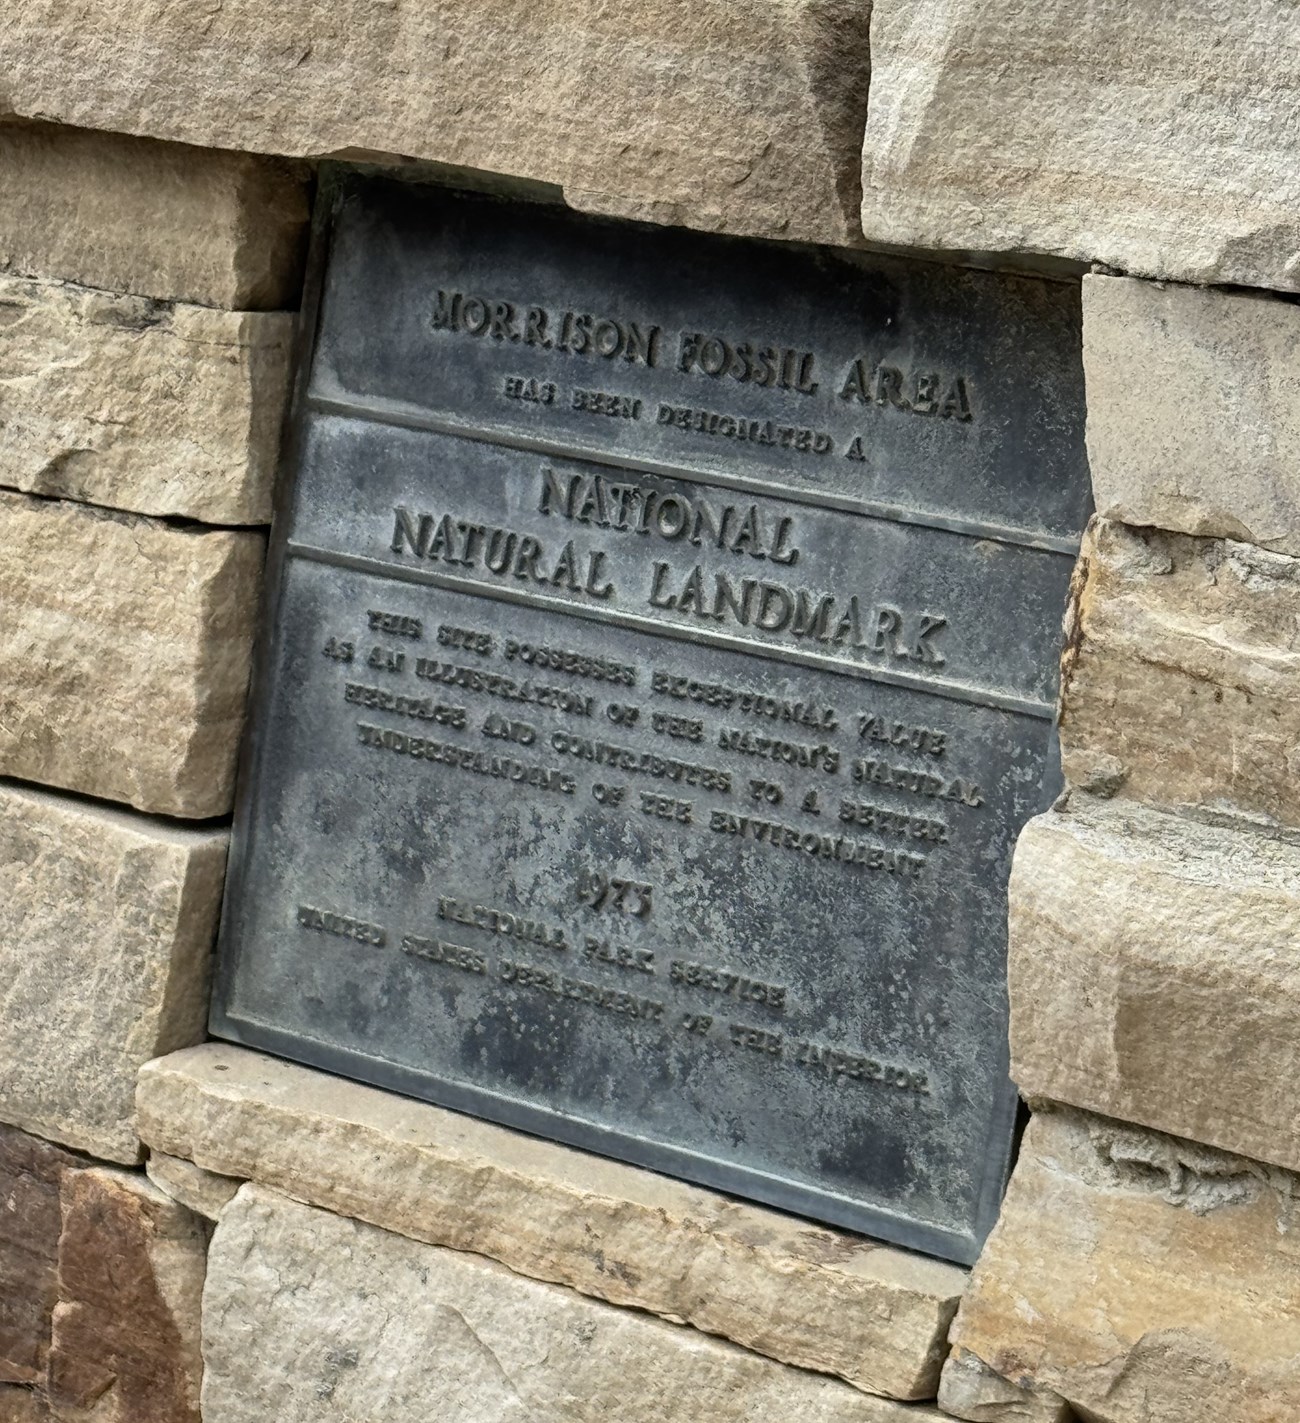 MORRISON FOSSIL AREA
HAS BEEN DESIGNATED A
NATIONAL
NATURAL LANDMARK
THIS SITE POSSESSES EXCEPTIONAL VALUE
AS AN ILLUSTRATION OF THE NATION'S NATURAL
HERITAGE AND CONTRIBUTES TO A BETTER
UNDERSTANDING OF THE ENVIRONMENT
1973
NATIONAL PARK SERVICE
UNITED STATES DEPARTMENT OF THE INTERIOR